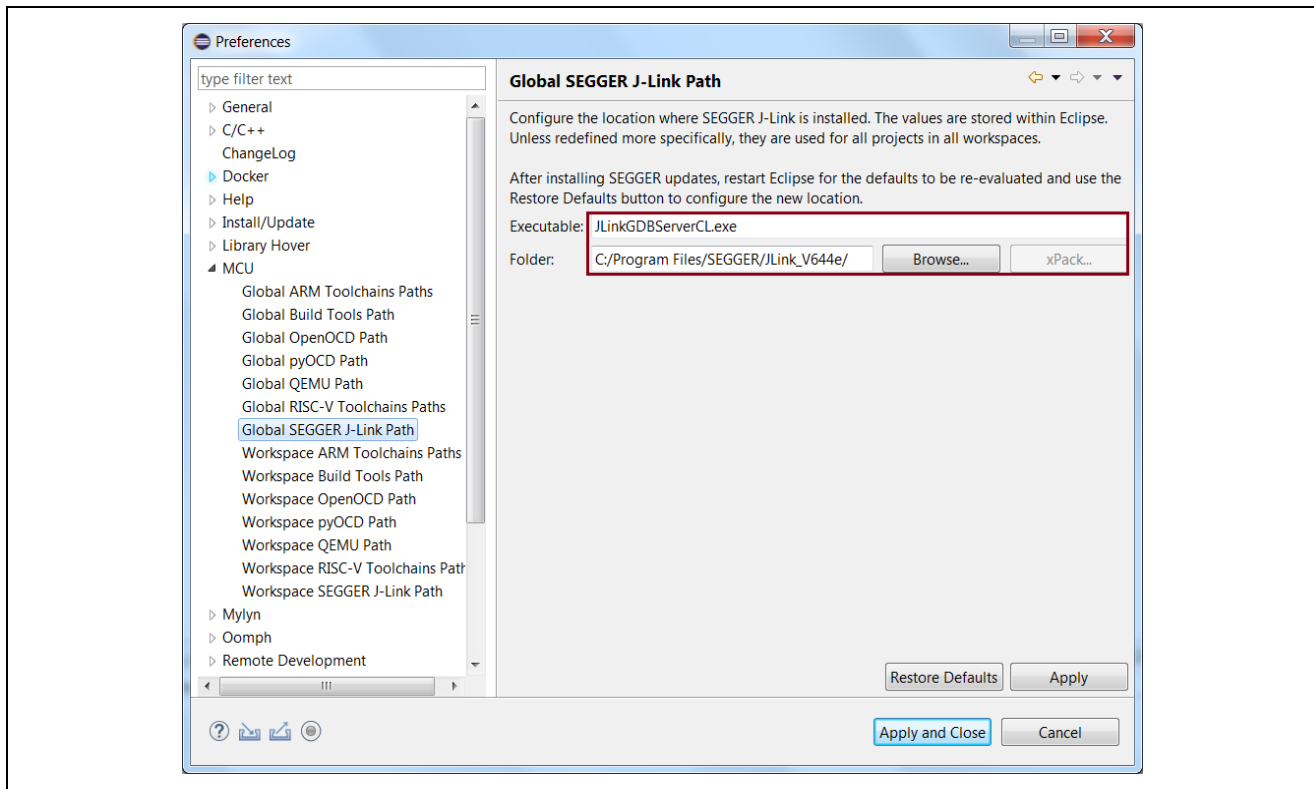 Preferences
type filter text
General
C/C++
ChangeLog
Docker
Help
Install/Update
Library Hover
MCU
Global ARM Toolchains Paths
Global Build Tools Path
Global OpenOCD Path
Global pyOCD Path
Global QEMU Path
Global RISC-V Toolchains Paths
Global SEGGER J-Link Path
Workspace ARM Toolchains Paths
Workspace Build Tools Path
Workspace OpenOCD Path
Workspace pyOCD Path
Workspace QEMU Path
Workspace RISC-V Toolchains Path
Workspace SEGGER J-Link Path
Mylyn
Oomph
Remote Development
Global SEGGER J-Link Path
Configure the location where SEGGER J-Link is installed. The values are stored within Eclipse.
Unless redefined more specifically, they are used for all projects in all workspaces.
After installing SEGGER updates, restart Eclipse for the defaults to be re-evaluated and use the
Restore Defaults button to configure the new location.
Executable: JLinkGDBServerCL.exe
Folder: C:/Program Files/SEGGER/JLink_V644e/ Browse... xPack...
Restore Defaults Apply
Apply and Close Cancel